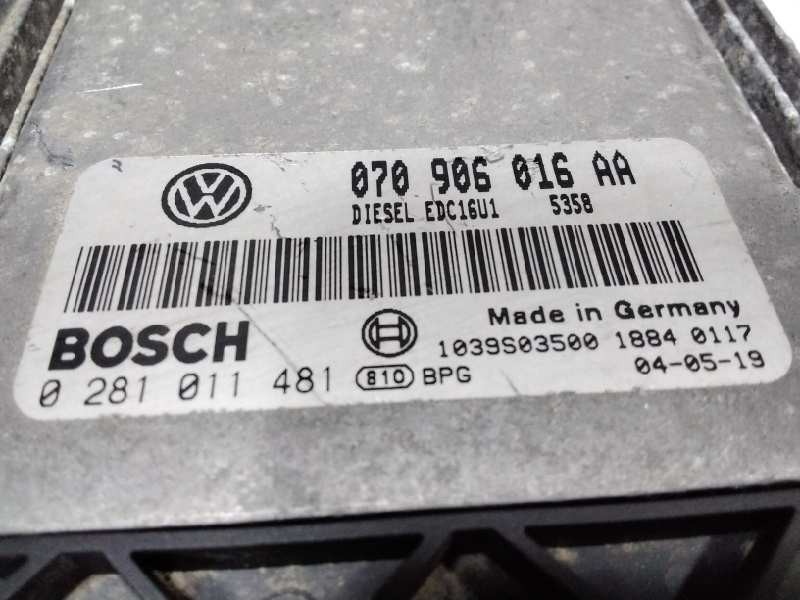 070 906 016 AA
DIESEL EDC16U1 5358
Made in Germany
BOSCH
1039S03500 1884 0117
0 281 011 481 810 BPG 04-05-19